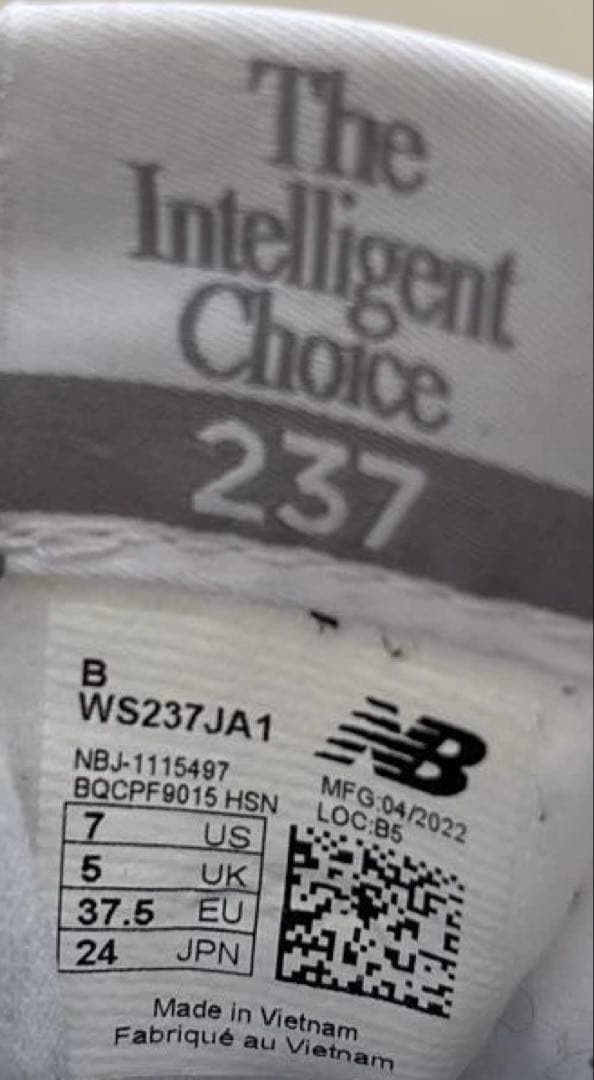 The
Intelligent
Choice
237
B
WS237JA1
NB
NBJ-1115497
BQCPF9015 HSN
MFG:04/2022
LOC:B5
7 US
5 UK
37.5 EU
24 JPN
Made in Vietnam
Fabriqué au Vietnam